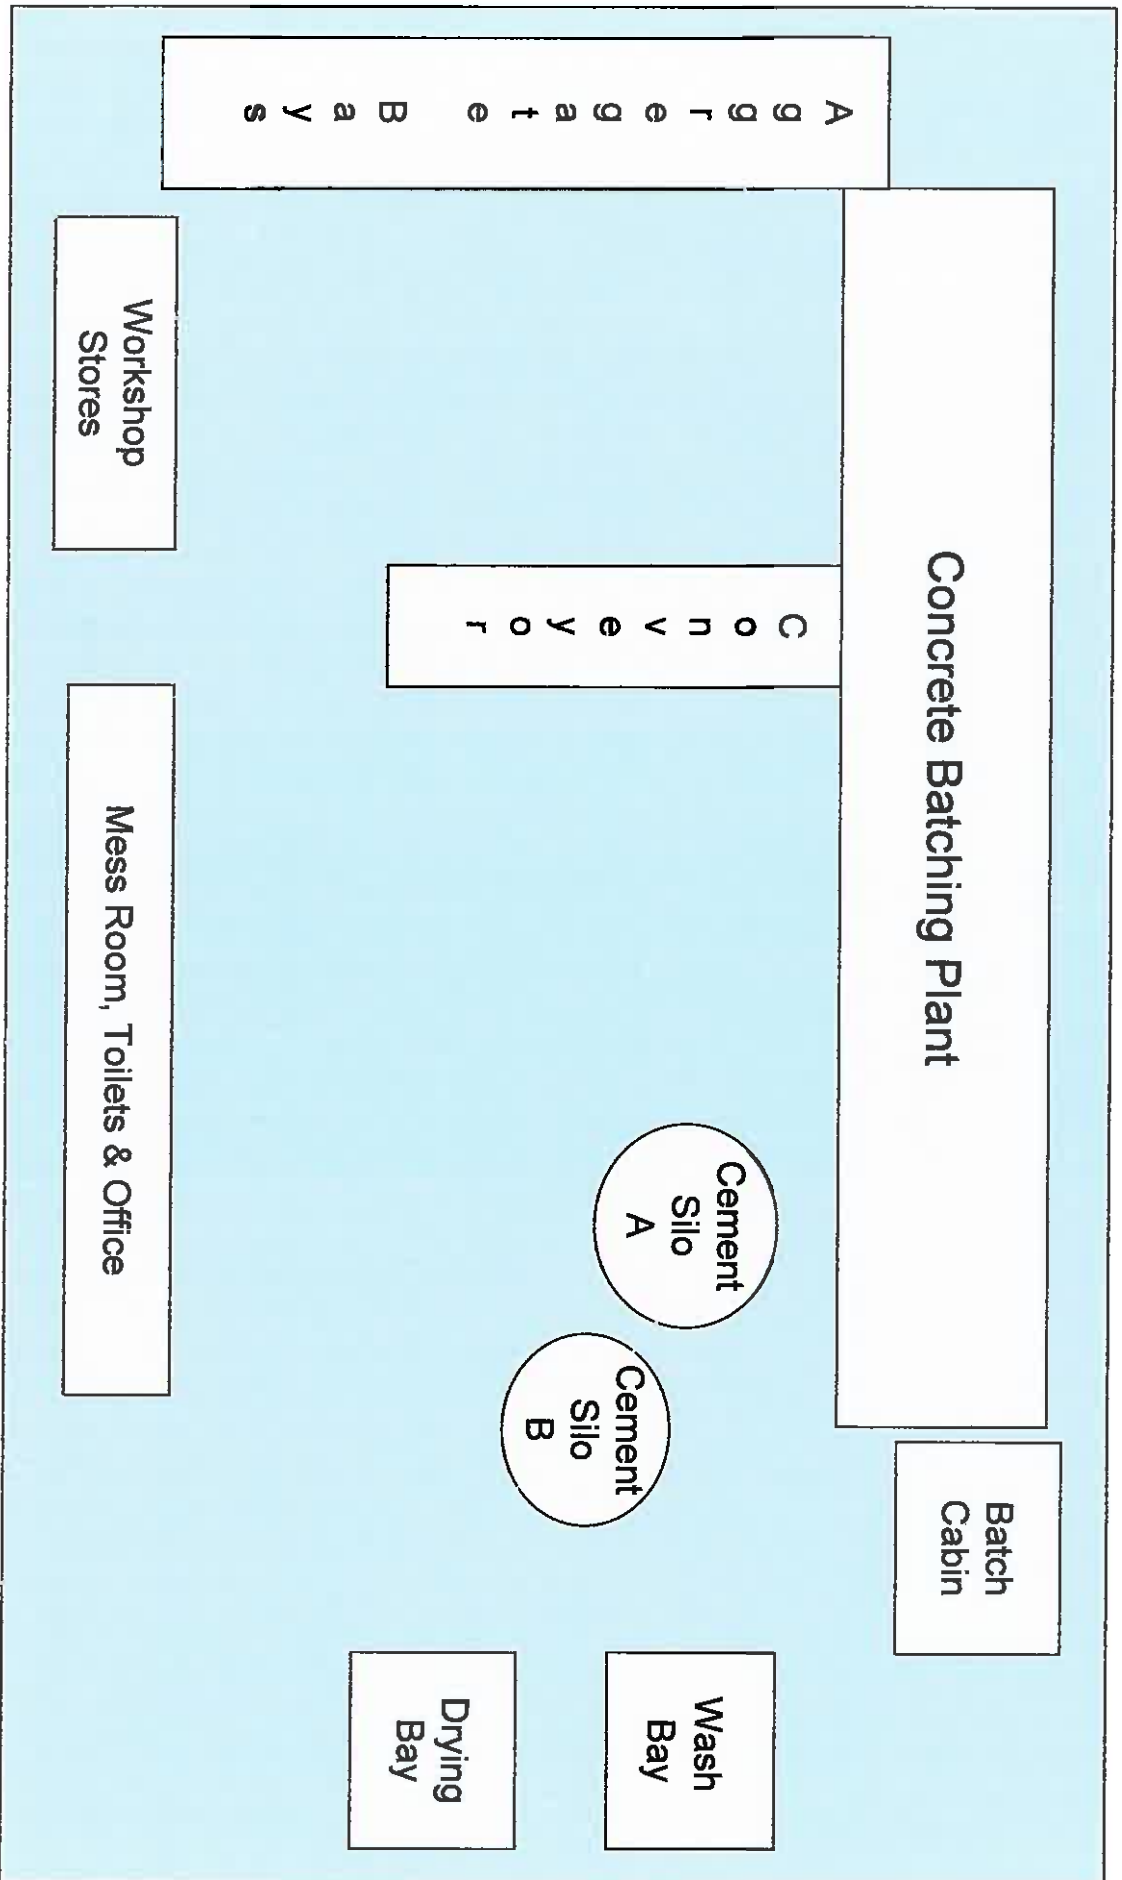 Concrete Batching Plant
Batch
Cabin
Aggregate Bays
Conveyor
Cement
Silo
A
Cement
Silo
B
Wash
Bay
Drying
Bay
Workshop
Stores
Mess Room, Toilets & Office